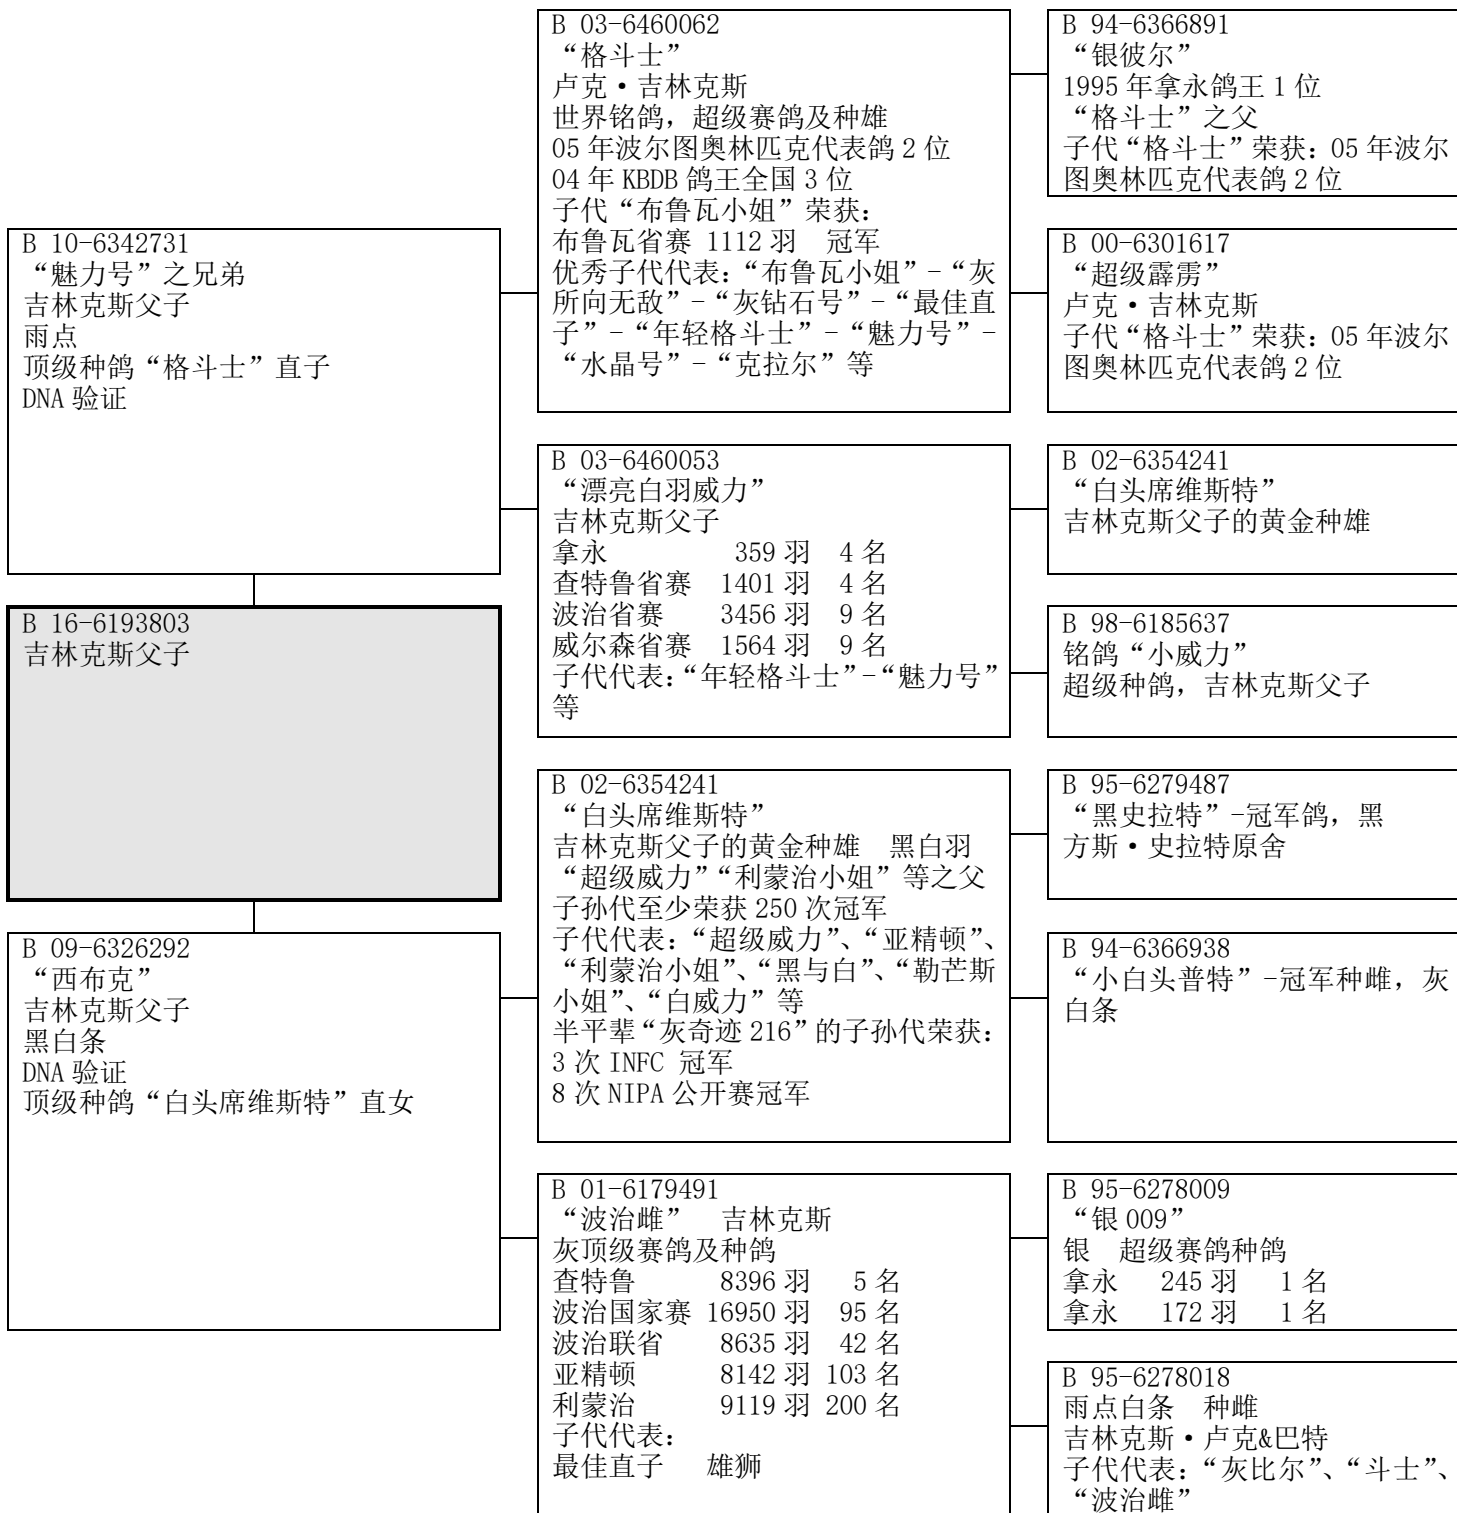 B 10-6342731
“魅力号”之兄弟
吉林克斯父子
雨点
顶级种鸽“格斗士”直子
DNA 验证
B 16-6193803
吉林克斯父子
B 09-6326292
“西布克”
吉林克斯父子
黑白条
DNA 验证
顶级种鸽“白头席维斯特”直女
B 03-6460062
“格斗士”
卢克·吉林克斯
世界铭鸽，超级赛鸽及种雄
05 年波尔图奥林匹克代表鸽 2 位
04 年 KBDB 鸽王全国 3 位
子代“布鲁瓦小姐”荣获：
布鲁瓦省赛 1112 羽 冠军
优秀子代代表：“布鲁瓦小姐”-“灰
所向无敌”-“灰钻石号”-“最佳直
子”-“年轻格斗士”-“魅力号”-
“水晶号”-“克拉尔”等
B 03-6460053
“漂亮白羽威力”
吉林克斯父子
拿永 359 羽 4 名
查特鲁省赛 1401 羽 4 名
波治省赛 3456 羽 9 名
威尔森省赛 1564 羽 9 名
子代代表：“年轻格斗士”-“魅力号”
等
B 02-6354241
“白头席维斯特”
吉林克斯父子的黄金种雄 黑白羽
“超级威力”“利蒙治小姐”等之父
子孙代至少荣获 250 次冠军
子代代表：“超级威力”、“亚精顿”、
“利蒙治小姐”、“黑与白”、“勒芒斯
小姐”、“白威力”等
半平辈“灰奇迹 216”的子孙代荣获：
3 次 INFC 冠军
8 次 NIPA 公开赛冠军
B 01-6179491
“波治雌” 吉林克斯
灰顶级赛鸽及种鸽
查特鲁 8396 羽 5 名
波治国家赛 16950 羽 95 名
波治联省 8635 羽 42 名
亚精顿 8142 羽 103 名
利蒙治 9119 羽 200 名
子代代表：
最佳直子 雄狮
B 94-6366891
“银彼尔”
1995 年拿永鸽王 1 位
“格斗士”之父
子代“格斗士”荣获：05 年波尔
图奥林匹克代表鸽 2 位
B 00-6301617
“超级霹雳”
卢克·吉林克斯
子代“格斗士”荣获：05 年波尔
图奥林匹克代表鸽 2 位
B 02-6354241
“白头席维斯特”
吉林克斯父子的黄金种雄
B 98-6185637
铭鸽“小威力”
超级种鸽，吉林克斯父子
B 95-6279487
“黑史拉特”-冠军鸽，黑
方斯·史拉特原舍
B 94-6366938
“小白头普特”-冠军种雌，灰
白条
B 95-6278009
“银 009”
银 超级赛鸽种鸽
拿永 245 羽 1 名
拿永 172 羽 1 名
B 95-6278018
雨点白条 种雌
吉林克斯·卢克&巴特
子代代表：“灰比尔”、“斗士”、
“波治雌”